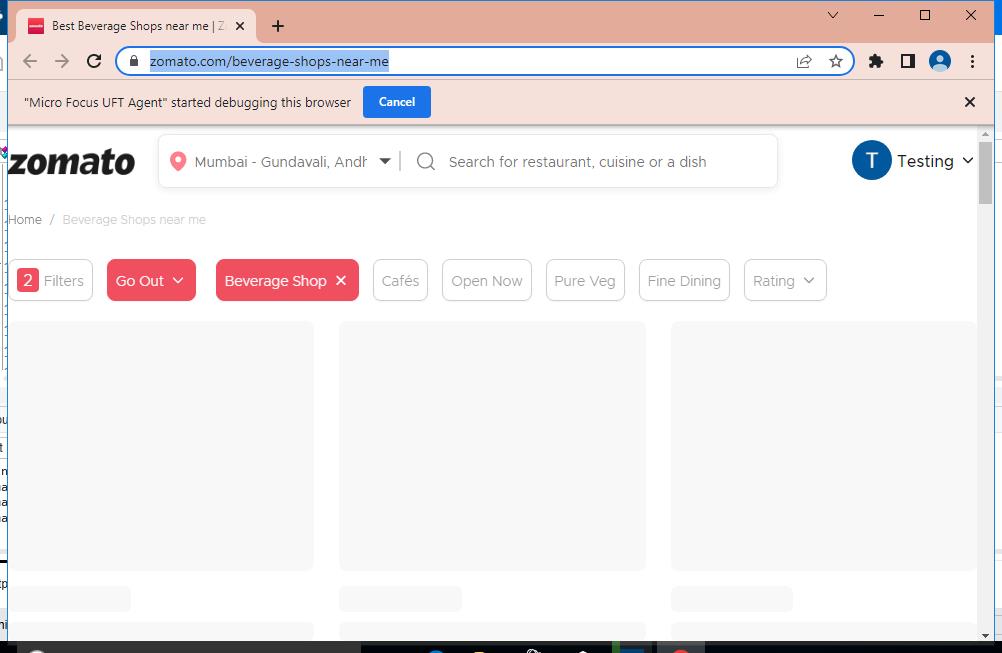 Best Beverage Shops near me | Z
zomato.com/beverage-shops-near-me
"Micro Focus UFT Agent" started debugging this browser
Cancel
zomato
Mumbai - Gundavali, Andh
Search for restaurant, cuisine or a dish
T
Testing
Home / Beverage Shops near me
2 Filters
Go Out
Beverage Shop
Cafés
Open Now
Pure Veg
Fine Dining
Rating